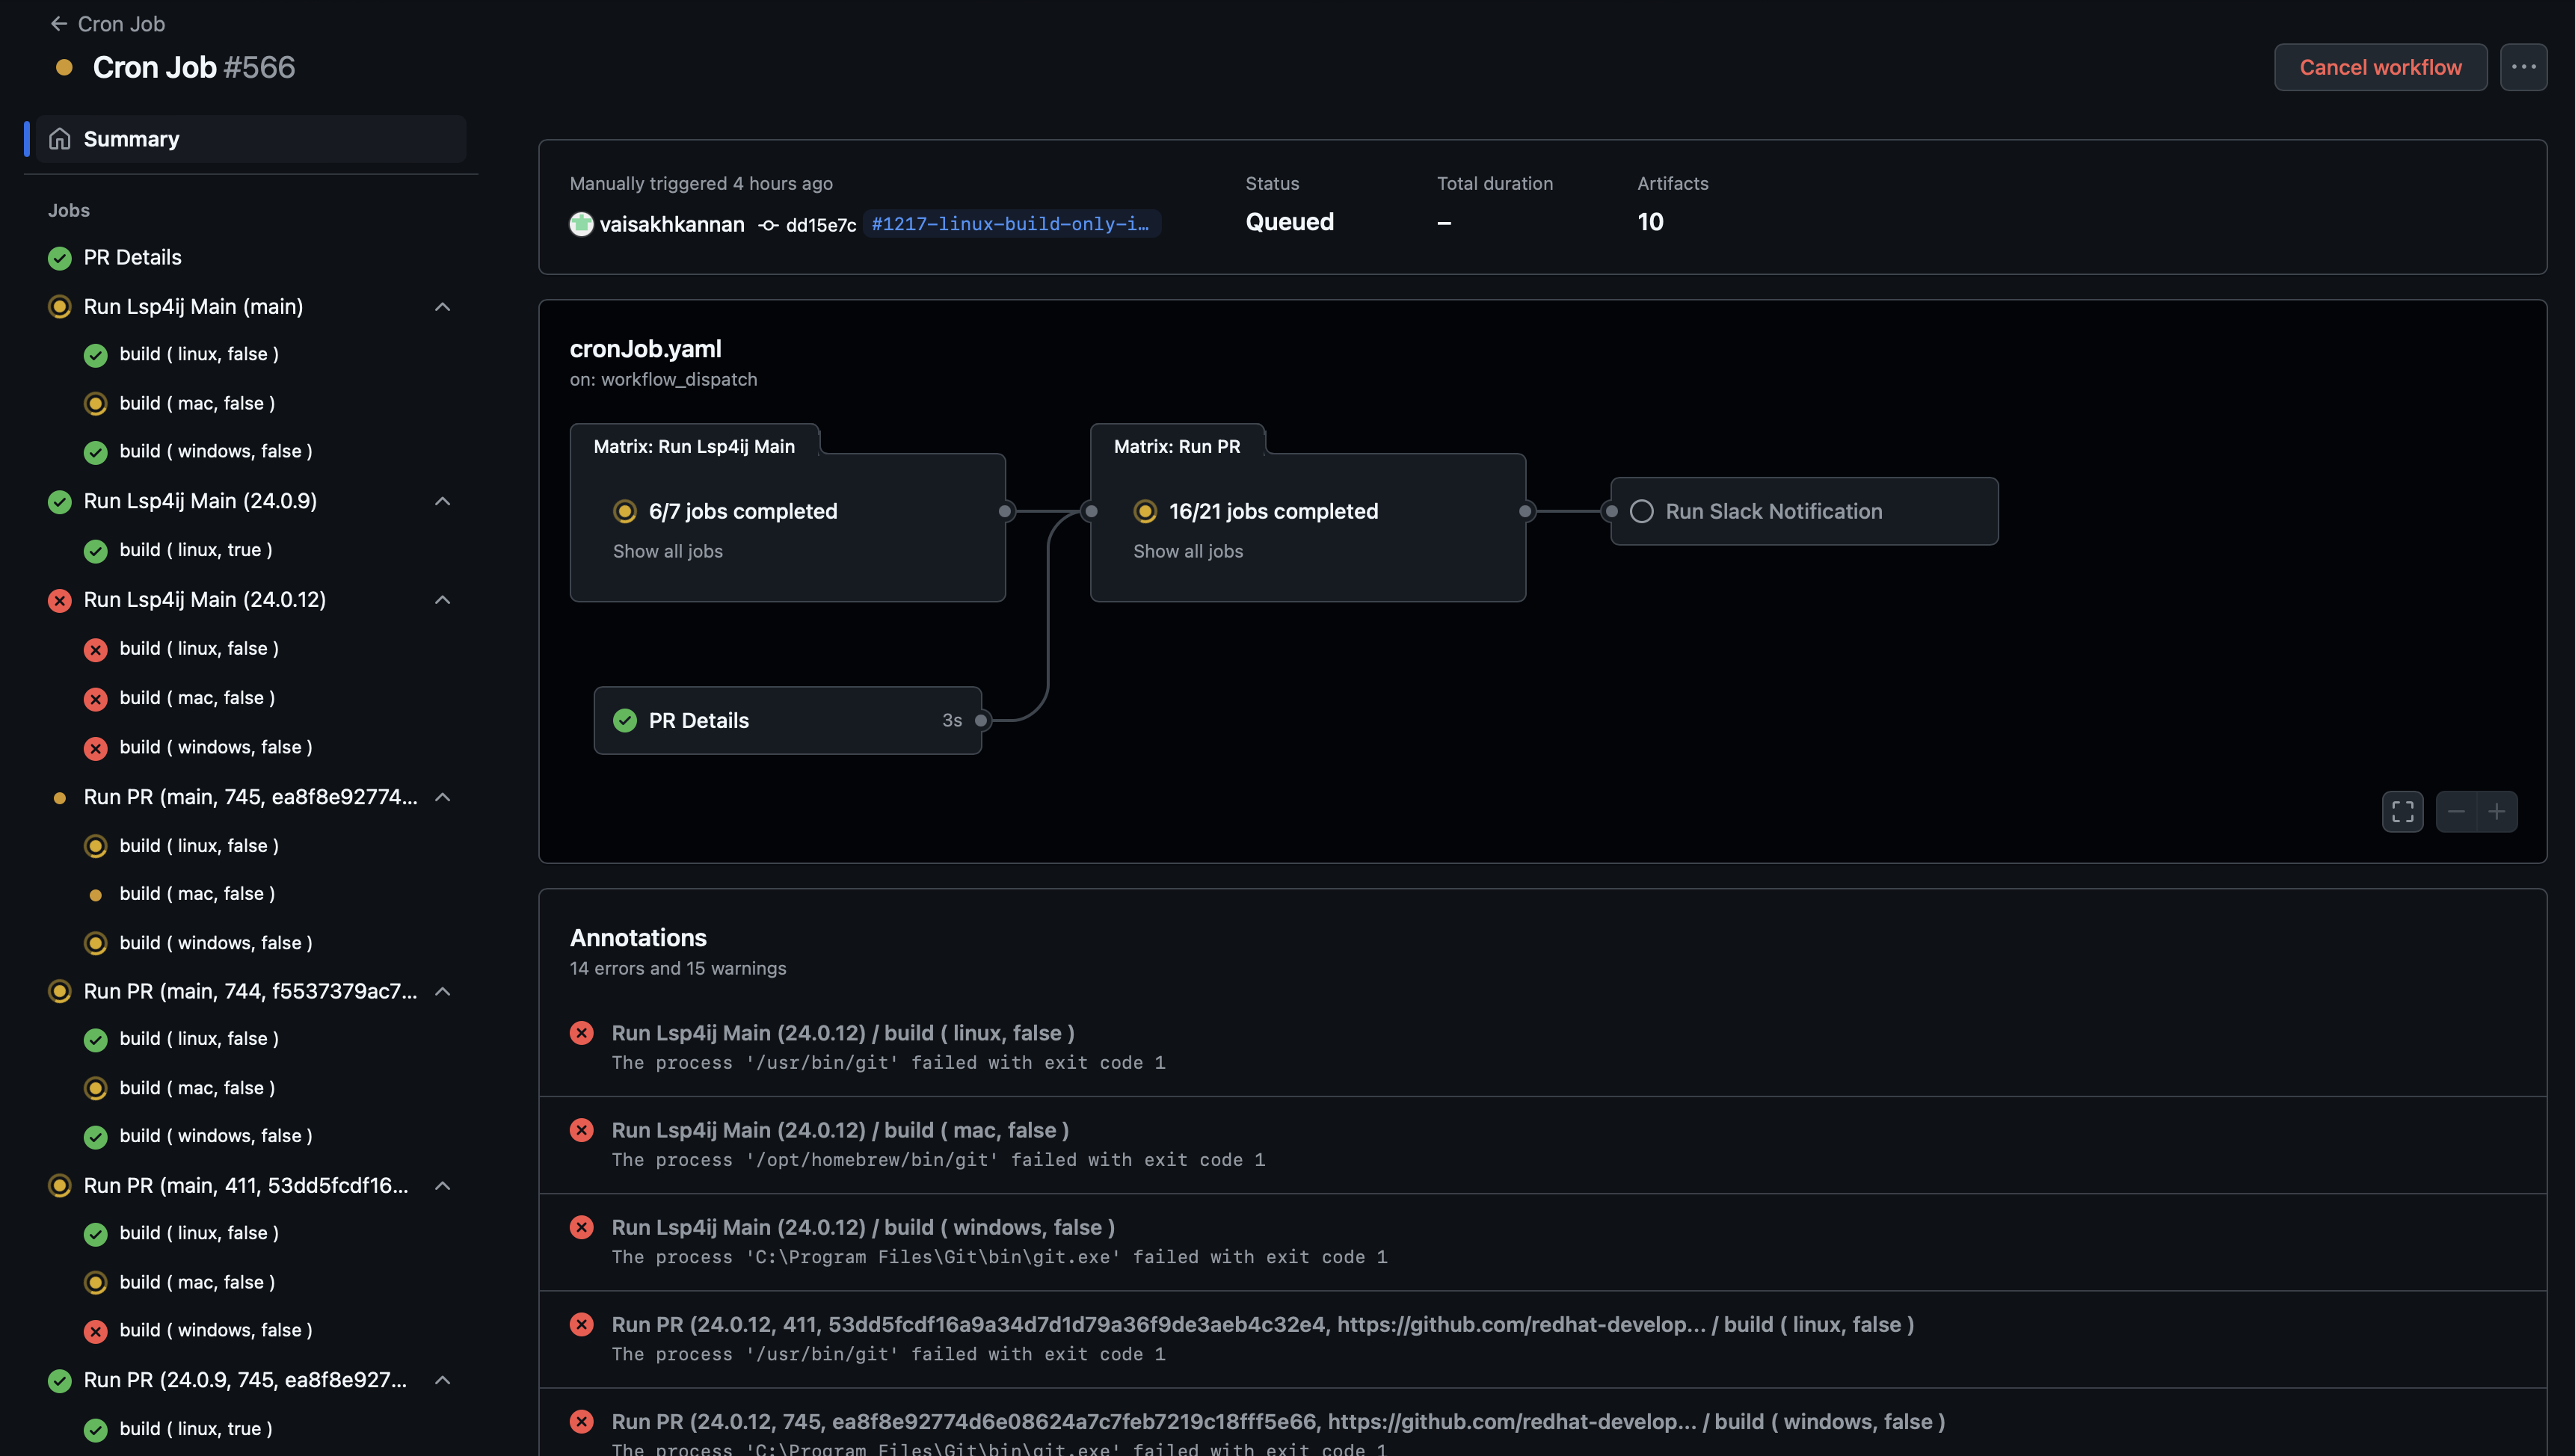 Cron Job
Cron Job #566
Cancel workflow
Summary
Jobs
PR Details
Run Lsp4ij Main (main)
build ( linux, false )
build ( mac, false )
build ( windows, false )
Run Lsp4ij Main (24.0.9)
build ( linux, true )
Run Lsp4ij Main (24.0.12)
build ( linux, false )
build ( mac, false )
build ( windows, false )
Run PR (main, 745, ea8f8e92774...
build ( linux, false )
build ( mac, false )
build ( windows, false )
Run PR (main, 744, f5537379ac7...
build ( linux, false )
build ( mac, false )
build ( windows, false )
Run PR (main, 411, 53dd5fcdf16...
build ( linux, false )
build ( mac, false )
build ( windows, false )
Run PR (24.0.9, 745, ea8f8e927...
build ( linux, true )
Manually triggered 4 hours ago
vaisakhkannan dd15e7c #1217-linux-build-only-i…
Status
Queued
Total duration
–
Artifacts
10
cronJob.yaml
on: workflow_dispatch
Matrix: Run Lsp4ij Main
6/7 jobs completed
Show all jobs
Matrix: Run PR
16/21 jobs completed
Show all jobs
Run Slack Notification
PR Details 3s
Annotations
14 errors and 15 warnings
Run Lsp4ij Main (24.0.12) / build ( linux, false )
The process '/usr/bin/git' failed with exit code 1
Run Lsp4ij Main (24.0.12) / build ( mac, false )
The process '/opt/homebrew/bin/git' failed with exit code 1
Run Lsp4ij Main (24.0.12) / build ( windows, false )
The process 'C:\Program Files\Git\bin\git.exe' failed with exit code 1
Run PR (24.0.12, 411, 53dd5fcdf16a9a34d7d1d79a36f9de3aeb4c32e4, https://github.com/redhat-develop... / build ( linux, false )
The process '/usr/bin/git' failed with exit code 1
Run PR (24.0.12, 745, ea8f8e92774d6e08624a7c7feb7219c18fff5e66, https://github.com/redhat-develop... / build ( windows, false )
The process 'C:\Program Files\Git\bin\git.exe' failed with exit code 1